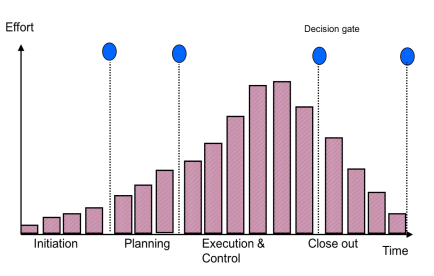 Effort
Decision gate
Initiation
Planning
Execution &
Control
Close out
Time